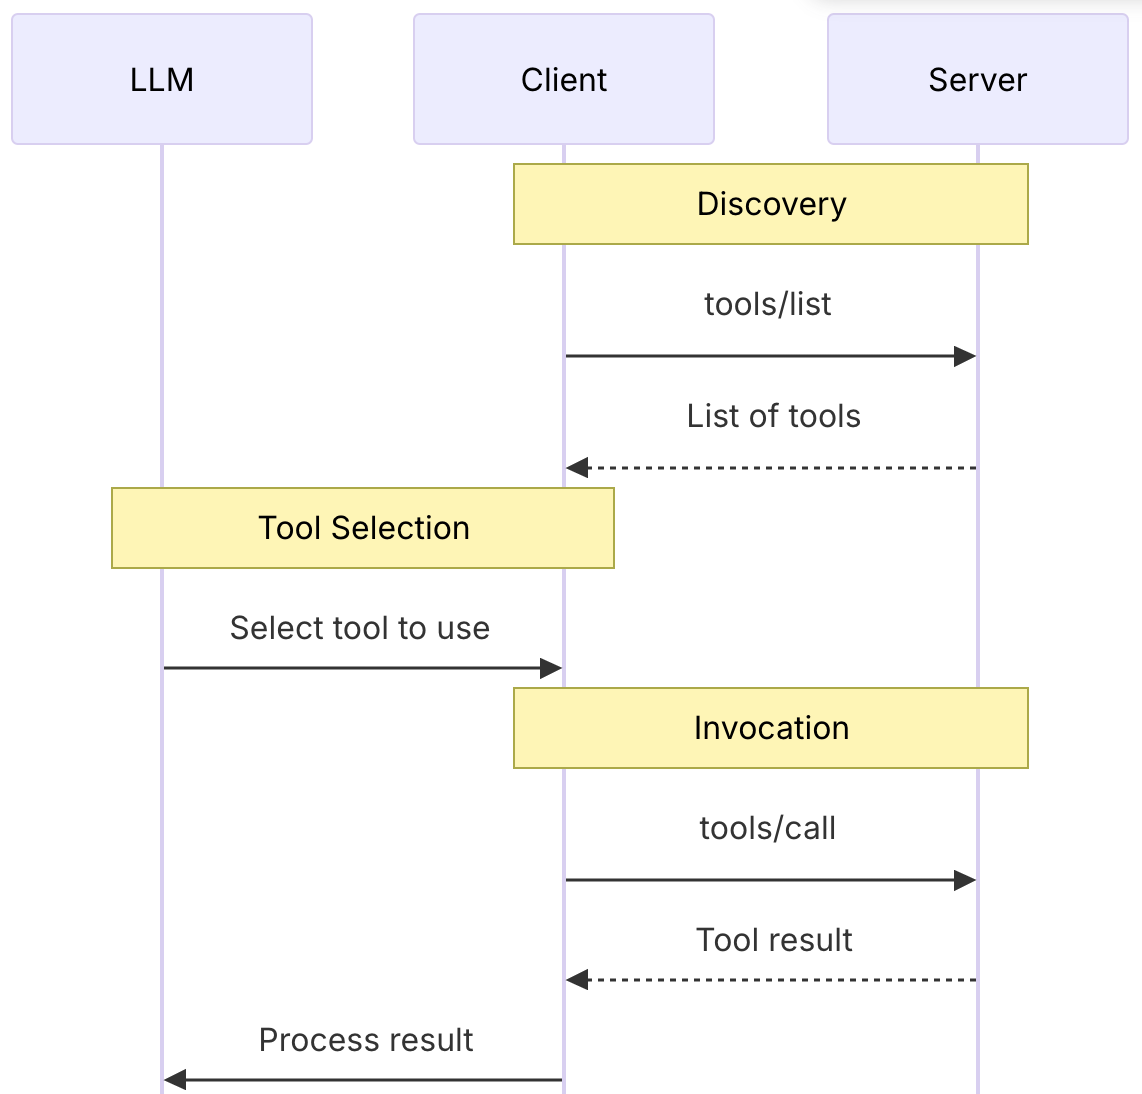 LLM
Client
Server
Discovery
tools/list
List of tools
Tool Selection
Select tool to use
Invocation
tools/call
Tool result
Process result